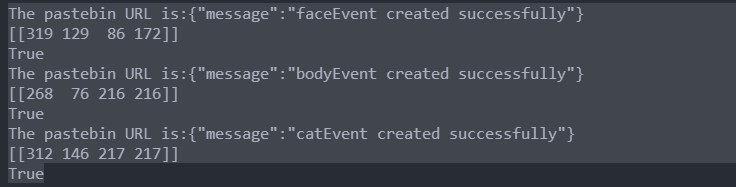 The pastebin URL is:{"message":"faceEvent created successfully"}
[[319 129  86 172]]
True
The pastebin URL is:{"message":"bodyEvent created successfully"}
[[268  76 216 216]]
True
The pastebin URL is:{"message":"catEvent created successfully"}
[[312 146 217 217]]
True